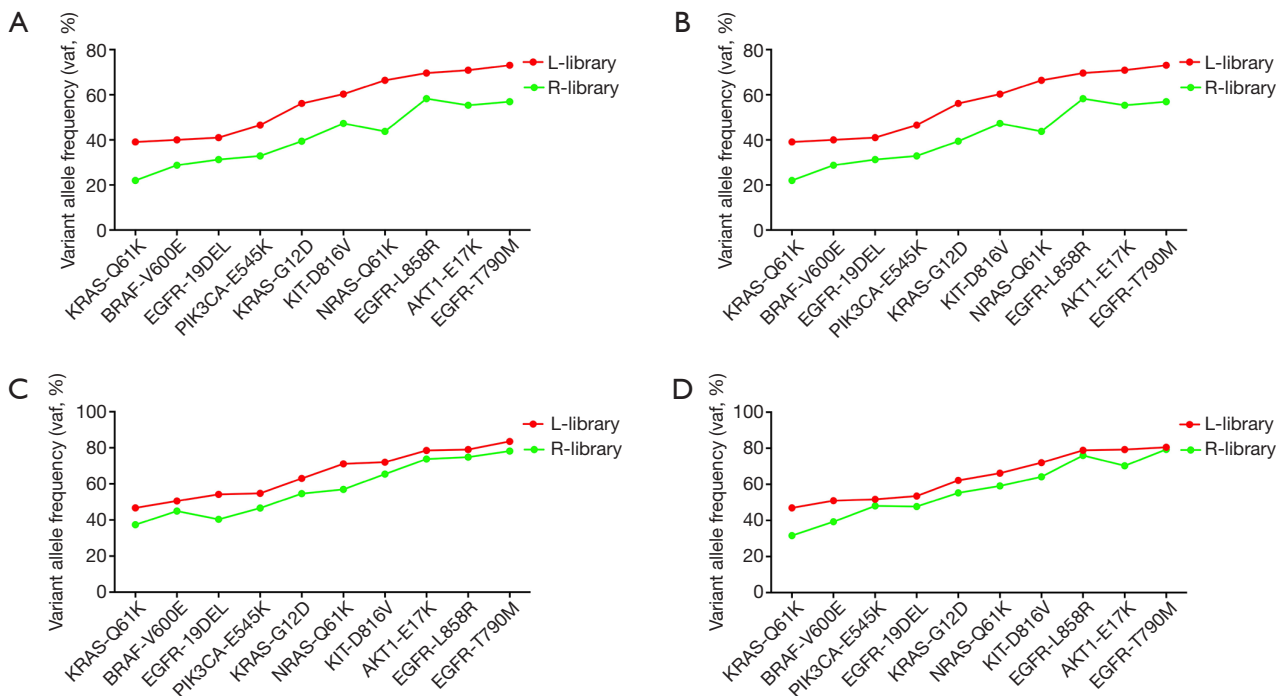 A
Variant allele frequency (vaf, %)
80
60
40
20
0
L-library
R-library
KRAS-Q61K
BRAF-V600E
EGFR-19DEL
PIK3CA-E545K
KRAS-G12D
KIT-D816V
NRAS-Q61K
EGFR-L858R
AKT1-E17K
EGFR-T790M
B
Variant allele frequency (vaf, %)
80
60
40
20
0
L-library
R-library
KRAS-Q61K
BRAF-V600E
EGFR-19DEL
PIK3CA-E545K
KRAS-G12D
KIT-D816V
NRAS-Q61K
EGFR-L858R
AKT1-E17K
EGFR-T790M
C
Variant allele frequency (vaf, %)
100
80
60
40
20
0
L-library
R-library
KRAS-Q61K
BRAF-V600E
EGFR-19DEL
PIK3CA-E545K
KRAS-G12D
NRAS-Q61K
KIT-D816V
AKT1-E17K
EGFR-L858R
EGFR-T790M
D
Variant allele frequency (vaf, %)
100
80
60
40
20
0
L-library
R-library
KRAS-Q61K
BRAF-V600E
PIK3CA-E545K
EGFR-19DEL
KRAS-G12D
NRAS-Q61K
KIT-D816V
EGFR-L858R
AKT1-E17K
EGFR-T790M